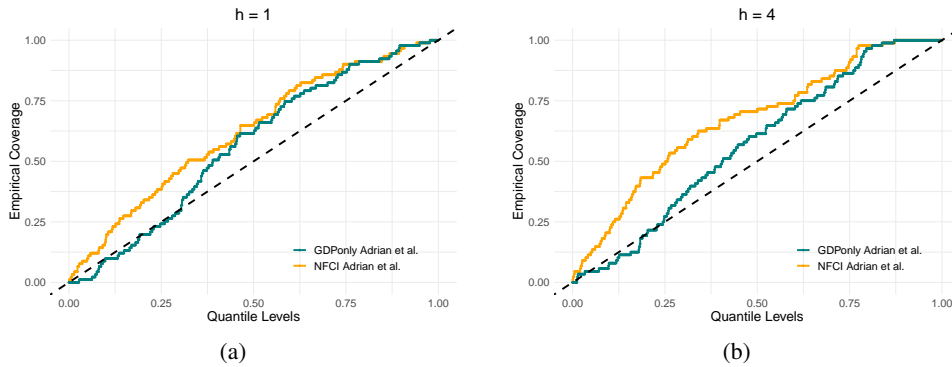 h = 1
1.00
0.75
0.50
0.25
0.00
Empirical Coverage
GDPonly Adrian et al.
NFCI Adrian et al.
0.00 0.25 0.50 0.75 1.00
Quantile Levels
(a)
h = 4
1.00
0.75
0.50
0.25
0.00
Empirical Coverage
GDPonly Adrian et al.
NFCI Adrian et al.
0.00 0.25 0.50 0.75 1.00
Quantile Levels
(b)